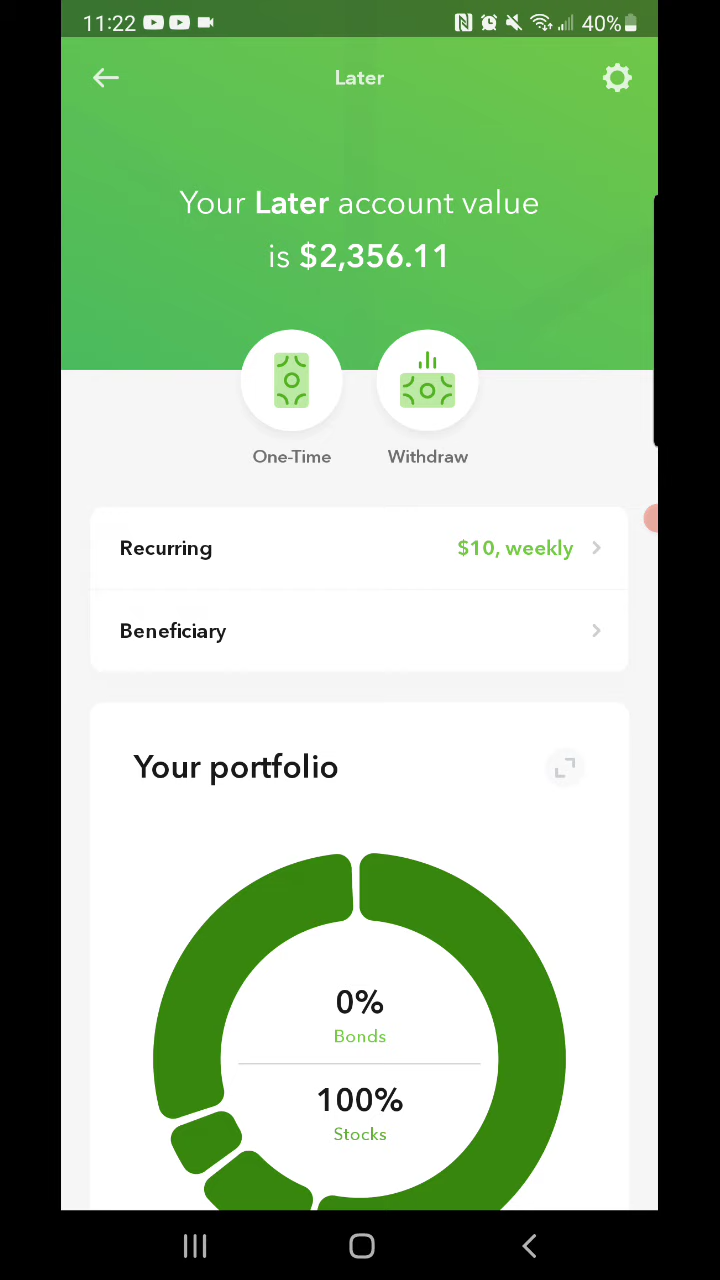 11:22 40%
Later
Your Later account value
is $2,356.11
One-Time Withdraw
Recurring $10, weekly
Beneficiary
Your portfolio
0%
Bonds
100%
Stocks